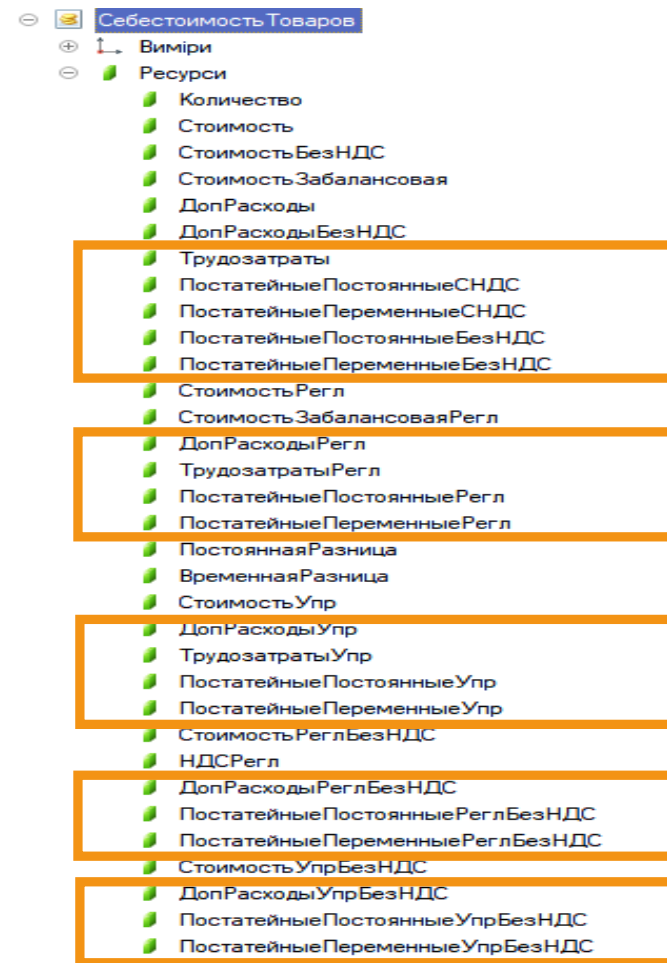 СебестоимостьТоваров
Виміри
Ресурси
Количество
Стоимость
СтоимостьБезНДС
СтоимостьЗабалансовая
ДопРасходы
ДопРасходыБезНДС
Трудозатраты
ПостатейныеПостоянныеСНДС
ПостатейныеПеременныеСНДС
ПостатейныеПостоянныеБезНДС
ПостатейныеПеременныеБезНДС
СтоимостьРегл
СтоимостьЗабалансоваяРегл
ДопРасходыРегл
ТрудозатратыРегл
ПостатейныеПостоянныеРегл
ПостатейныеПеременныеРегл
ПостояннаяРазница
ВременнаяРазница
СтоимостьУпр
ДопРасходыУпр
ТрудозатратыУпр
ПостатейныеПостоянныеУпр
ПостатейныеПеременныеУпр
СтоимостьРеглБезНДС
НДСРегл
ДопРасходыРеглБезНДС
ПостатейныеПостоянныеРеглБезНДС
ПостатейныеПеременныеРеглБезНДС
СтоимостьУпрБезНДС
ДопРасходыУпрБезНДС
ПостатейныеПостоянныеУпрБезНДС
ПостатейныеПеременныеУпрБезНДС